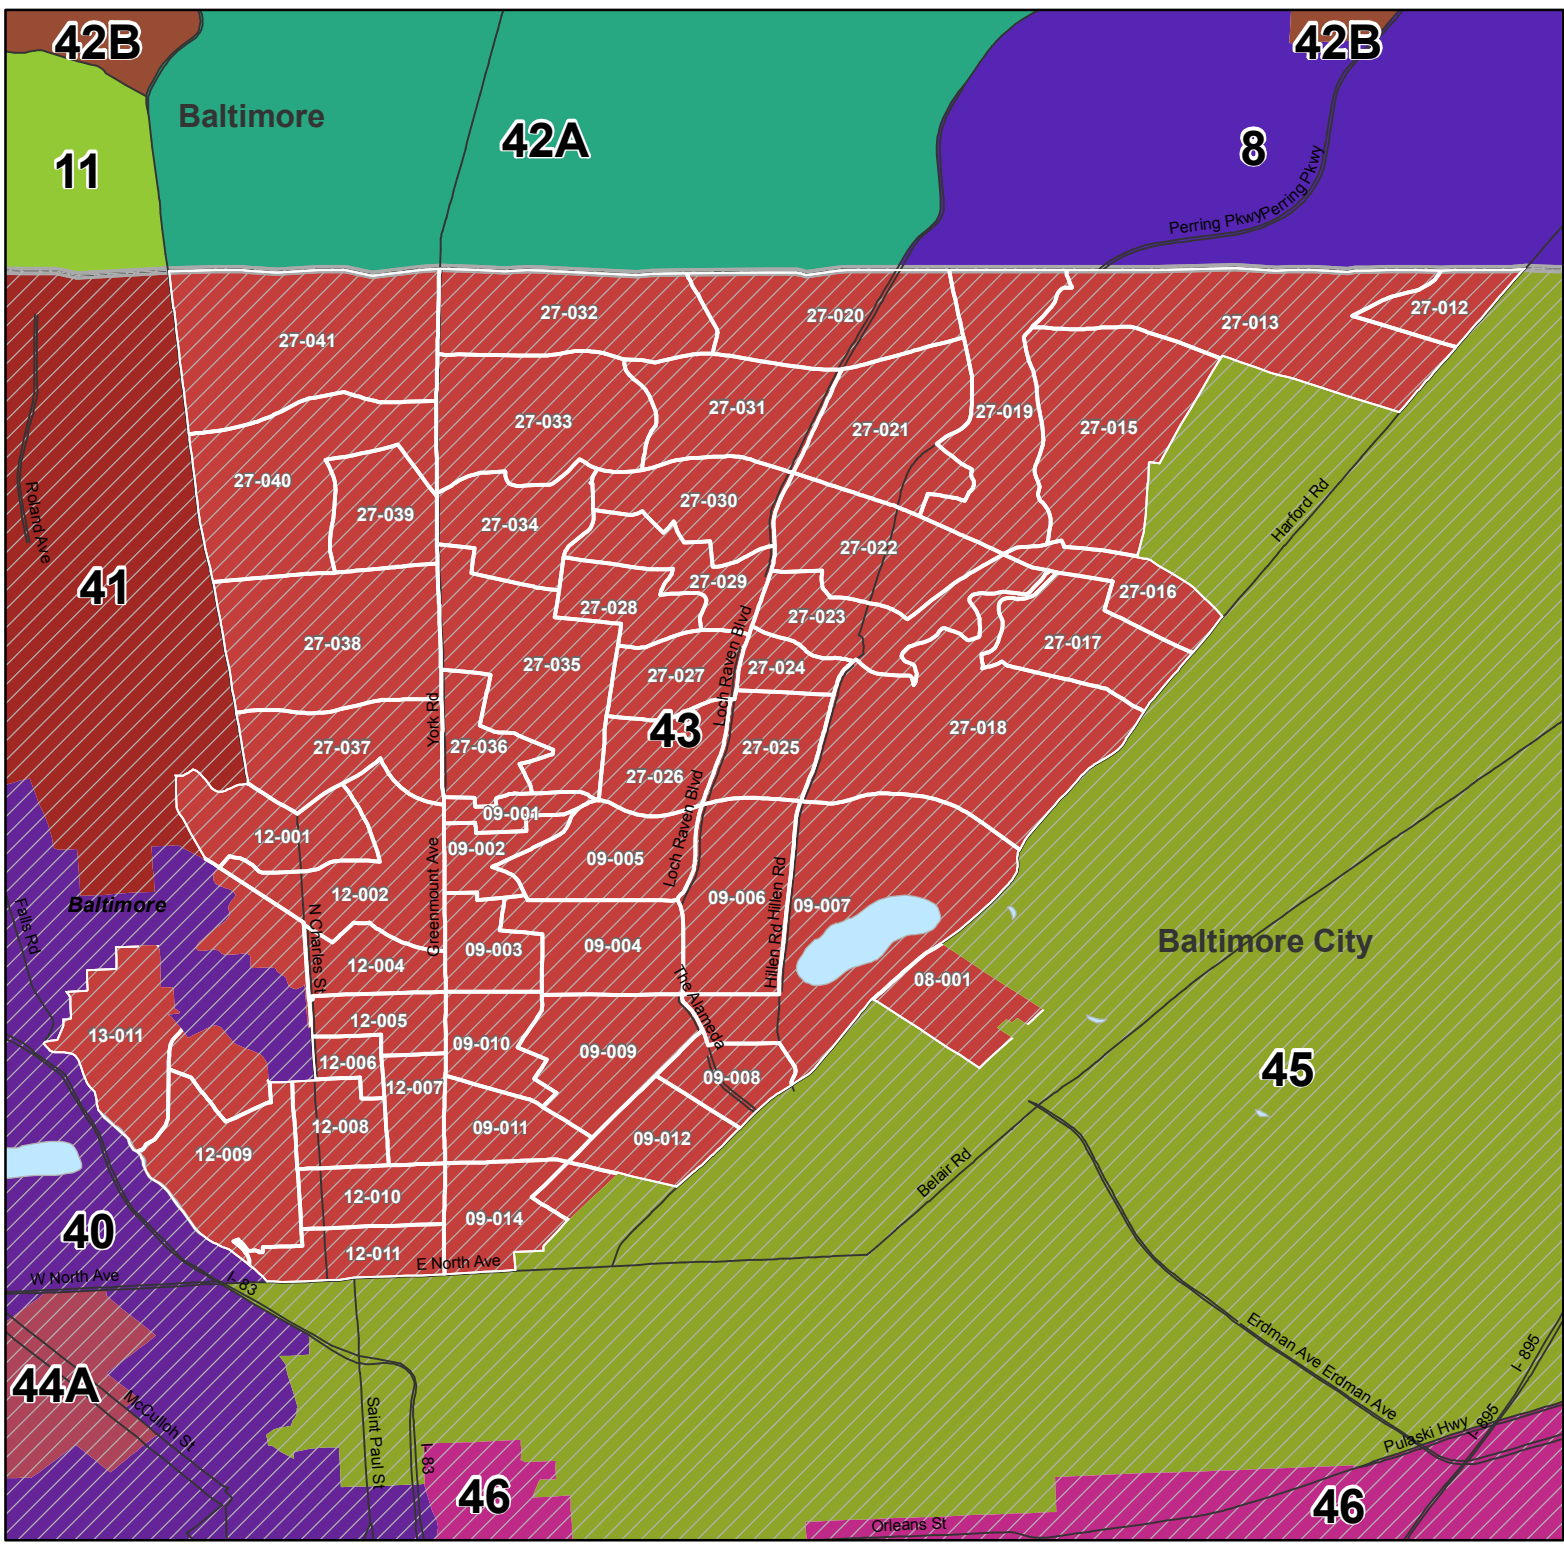 42B
42B
Baltimore
42A
8
11
Perring Pkwy
Perring Pkwy
27-032
27-020
27-012
27-013
27-041
27-031
27-019
27-033
27-021
27-015
27-040
27-030
27-039
27-034
Roland Ave
Harford Rd
27-022
41
27-029
27-016
27-028
27-023
27-038
27-017
27-035
27-024
27-027
Loch Raven Blvd
York Rd
43
27-018
27-037
27-036
27-025
27-026
09-001
12-001
Loch Raven Blvd
09-002
09-005
12-002
09-006
Hillen Rd
Hillen Rd
09-007
Baltimore
Falls Rd
N Charles St
Greenmount Ave
09-003
09-004
Baltimore City
12-004
08-001
The Alameda
12-005
13-011
09-010
09-009
12-006
45
12-007
09-008
12-008
09-011
09-012
12-009
Belair Rd
12-010
09-014
40
12-011
E North Ave
W North Ave
I- 83
Erdman Ave
Erdman Ave
I- 895
44A
McCulloh St
Saint Paul St
I-83
I- 895
Pulaski Hwy
46
46
Orleans St